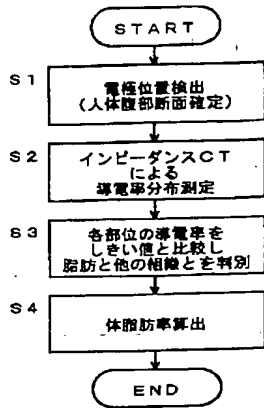 START
S1
電極位置検出
(人体腹部断面確定)
S2
インピーダンスCT
による
導電率分布測定
S3
各部位の導電率を
しきい値と比較し
脂肪と他の組織とを判別
S4
体脂肪率算出
END